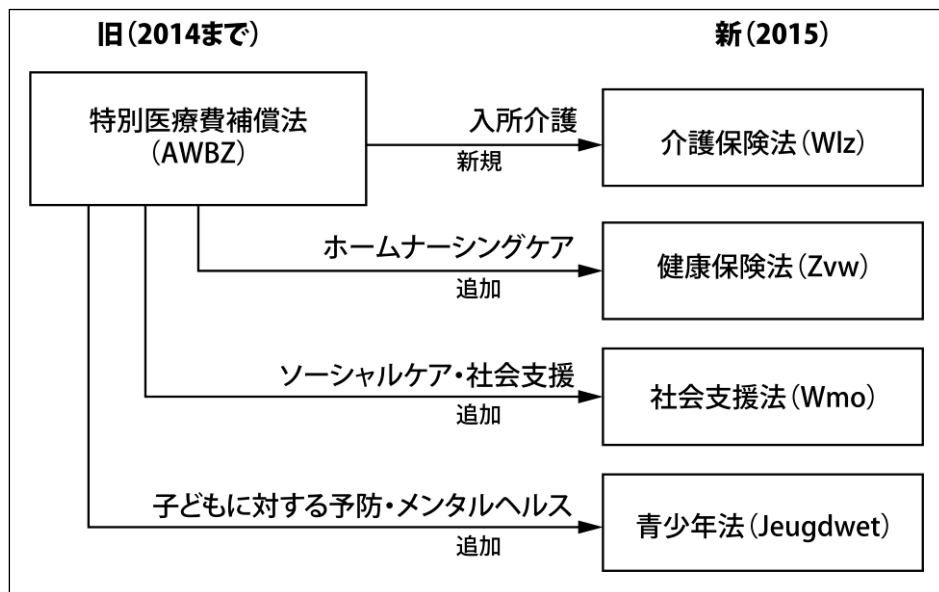 旧（2014まで）
新（2015）
特別医療費補償法
（AWBZ）
入所介護
新規
介護保険法（Wlz）
ホームナーシングケア
追加
健康保険法（Zvw）
ソーシャルケア・社会支援
追加
社会支援法（Wmo）
子どもに対する予防・メンタルヘルス
追加
青少年法（Jeugdwet）